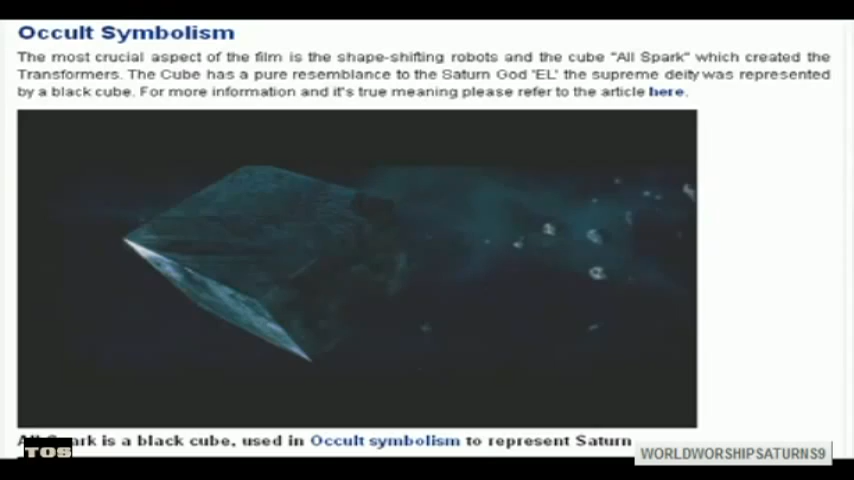 Occult Symbolism
The most crucial aspect of the film is the shape-shifting robots and the cube "All Spark" which created the
Transformers. The Cube has a pure resemblance to the Saturn God 'EL' the supreme deity was represented
by a black cube. For more information and it's true meaning please refer to the article here.
All Spark is a black cube, used in Occult symbolism to represent Saturn
TOS
WORLDWORSHIPSATURNS9